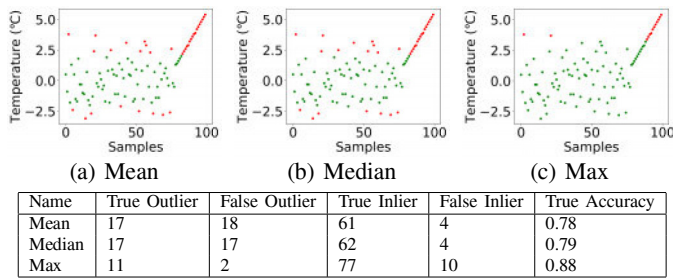 Temperature (°C)
5.0
2.5
0.0
−2.5
0
50
100
Samples
(a) Mean
Temperature (°C)
5.0
2.5
0.0
−2.5
0
50
100
Samples
(b) Median
Temperature (°C)
5.0
2.5
0.0
−2.5
0
50
100
Samples
(c) Max
Name True Outlier False Outlier True Inlier False Inlier True Accuracy
Mean 17 18 61 4 0.78
Median 17 17 62 4 0.79
Max 11 2 77 10 0.88